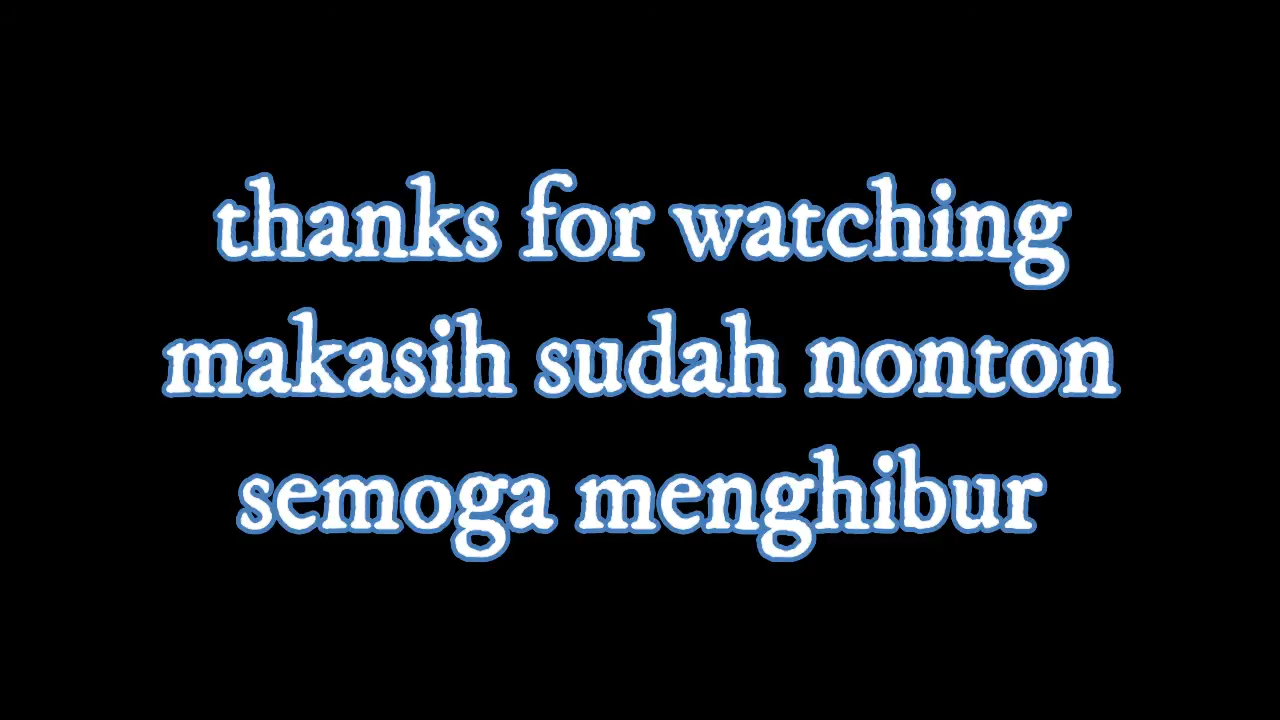 thanks for watching
makasih sudah nonton
semoga menghibur